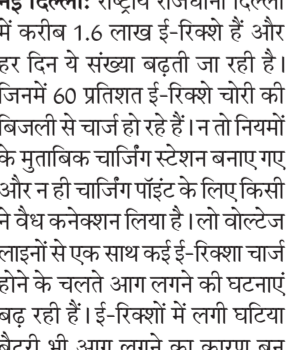 नई दिल्ली: राष्ट्रीय राजधानी दिल्ली
में करीब 1.6 लाख ई-रिक्शे हैं और
हर दिन ये संख्या बढ़ती जा रही है।
जिनमें 60 प्रतिशत ई-रिक्शे चोरी की
बिजली से चार्ज हो रहे हैं। न तो नियमों
के मुताबिक चार्जिंग स्टेशन बनाए गए
और न ही चार्जिंग पॉइंट के लिए किसी
ने वैध कनेक्शन लिया है। लो वोल्टेज
लाइनों से एक साथ कई ई-रिक्शा चार्ज
होने के चलते आग लगने की घटनाएं
बढ़ रही हैं। ई-रिक्शों में लगी घटिया
बैटरी भी आग लगने का कारण बन